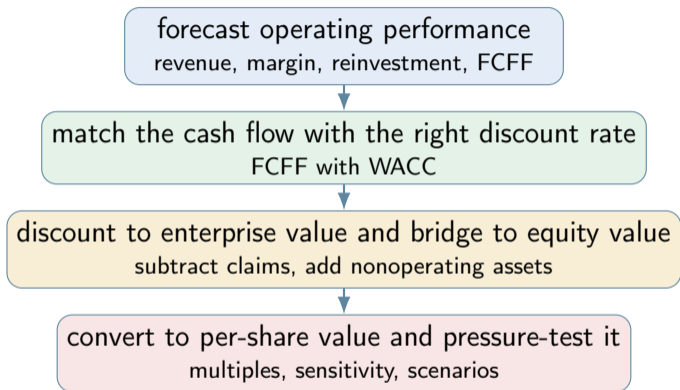 forecast operating performance
revenue, margin, reinvestment, FCFF
match the cash flow with the right discount rate
FCFF with WACC
discount to enterprise value and bridge to equity value
subtract claims, add nonoperating assets
convert to per-share value and pressure-test it
multiples, sensitivity, scenarios